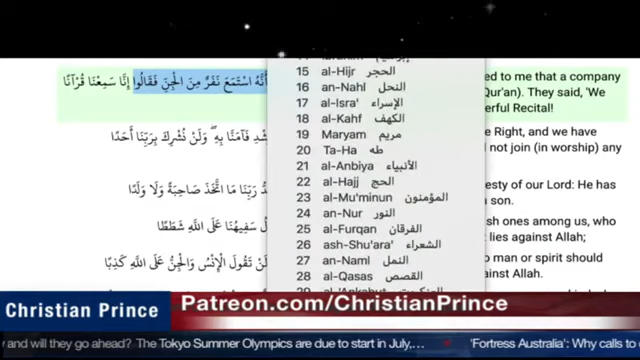 15 al-Hijr الحجر
16 an-Nahl النحل
17 al-Isra' الإسراء
18 al-Kahf الكهف
19 Maryam مريم
20 Ta-Ha طه
21 al-Anbiya الأنبياء
22 al-Hajj الحج
23 al-Mu'minun المؤمنون
24 an-Nur النور
25 al-Furqan الفرقان
26 ash-Shu'ara' الشعراء
27 an-Naml النمل
28 al-Qasas القصص
أَنَّهُ اسْتَمَعَ نَفَرٌ مِنَ الْجِنِّ فَقَالُوا إِنَّا سَمِعْنَا قُرْآنًا
فَآمَنَّا بِهِ ۖ وَلَنْ نُشْرِكَ بِرَبِّنَا أَحَدًا
رَبِّنَا مَا اتَّخَذَ صَاحِبَةً وَلَا وَلَدًا
سَفِيهُنَا عَلَى اللَّهِ شَطَطًا
لَنْ تَقُولَ الْإِنْسُ وَالْجِنُّ عَلَى اللَّهِ كَذِبًا
ed to me that a company
Qur'an). They said, 'We
erful Recital!
e Right, and we have
d not join (in worship) any
esty of our Lord: He has
a son.
sh ones among us, who
t lies against Allah;
o man or spirit should
gainst Allah.
Christian Prince
Patreon.com/ChristianPrince
and will they go ahead? The Tokyo Summer Olympics are due to start in July,...
'Fortress Australia': Why calls to